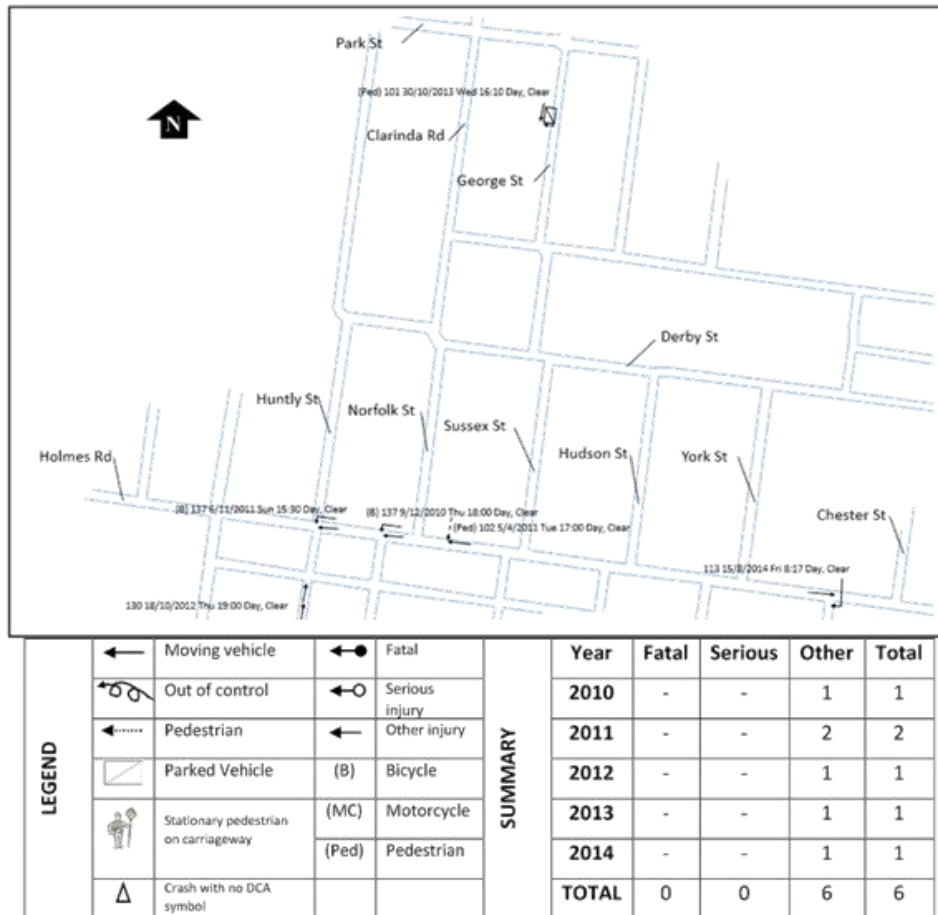 Park St
(Ped) 101 30/10/2013 Wed 16:10 Day, Clear
N
Clarinda Rd
George St
Derby St
Huntly St
Norfolk St
Sussex St
Hudson St
York St
Holmes Rd
Chester St
(B) 137 6/11/2011 Sun 15:30 Day, Clear
(B) 137 9/12/2010 Thu 18:00 Day, Clear
(Ped) 102 5/4/2011 Tue 17:00 Day, Clear
113 15/8/2014 Fri 8:17 Day, Clear
130 18/10/2012 Thu 19:00 Day, Clear
LEGEND
Moving vehicle
Fatal
Out of control
Serious
injury
Pedestrian
Other injury
Parked Vehicle
(B) Bicycle
Stationary pedestrian
on carriageway
(MC) Motorcycle
(Ped) Pedestrian
Crash with no DCA
symbol
SUMMARY
Year Fatal Serious Other Total
2010 - - 1 1
2011 - - 2 2
2012 - - 1 1
2013 - - 1 1
2014 - - 1 1
TOTAL 0 0 6 6